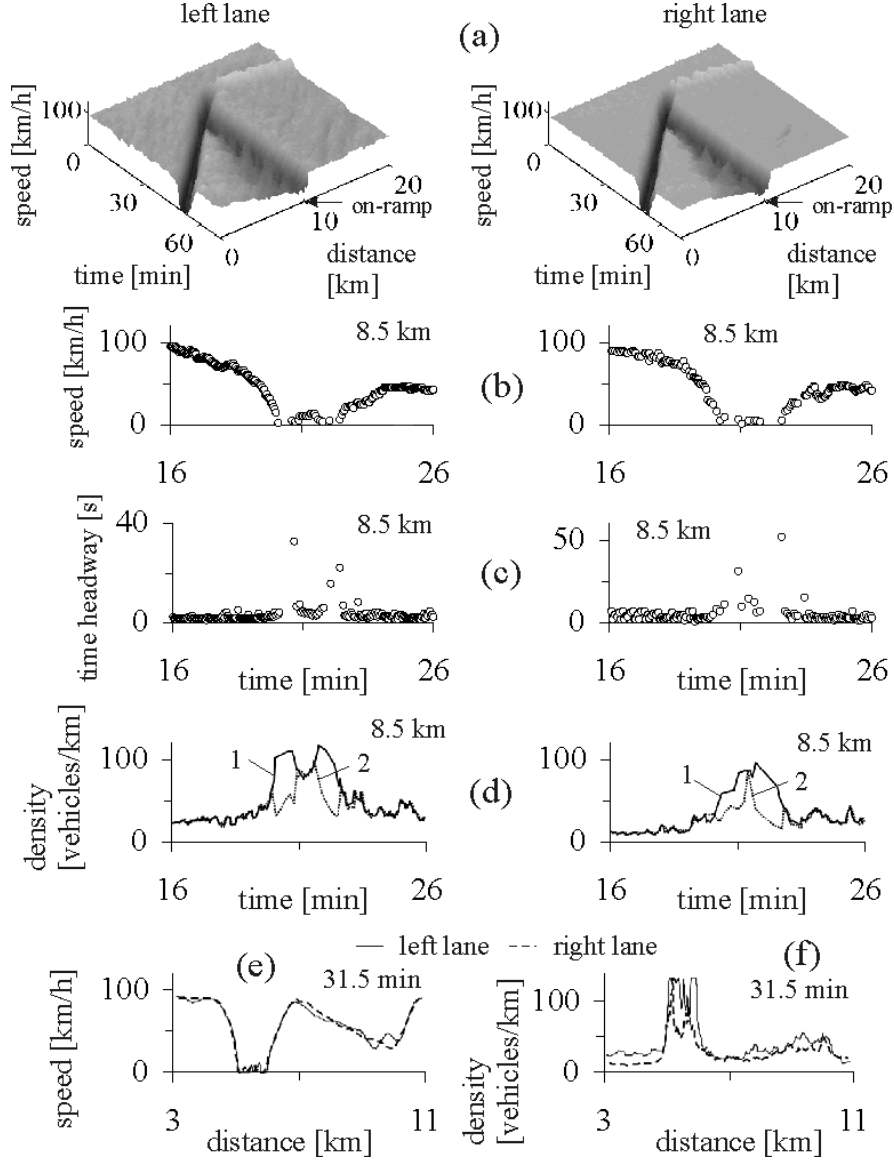 left lane
(a)
right lane
speed [km/h]
100
0
30
60
time [min]
0
10
20
on-ramp
distance
[km]
speed [km/h]
100
0
30
60
time [min]
0
10
20
on-ramp
distance
[km]
speed [km/h]
100
0
16
26
8.5 km
(b)
100
0
16
26
8.5 km
time headway [s]
40
0
16
26
8.5 km
time [min]
(c)
50
0
16
26
8.5 km
time [min]
density
[vehicles/km]
100
0
16
26
1
2
8.5 km
time [min]
(d)
100
0
16
26
1
2
8.5 km
time [min]
left lane
right lane
(e)
31.5 min
speed [km/h]
100
0
3
11
distance [km]
(f)
31.5 min
density
[vehicles/km]
100
0
3
11
distance [km]